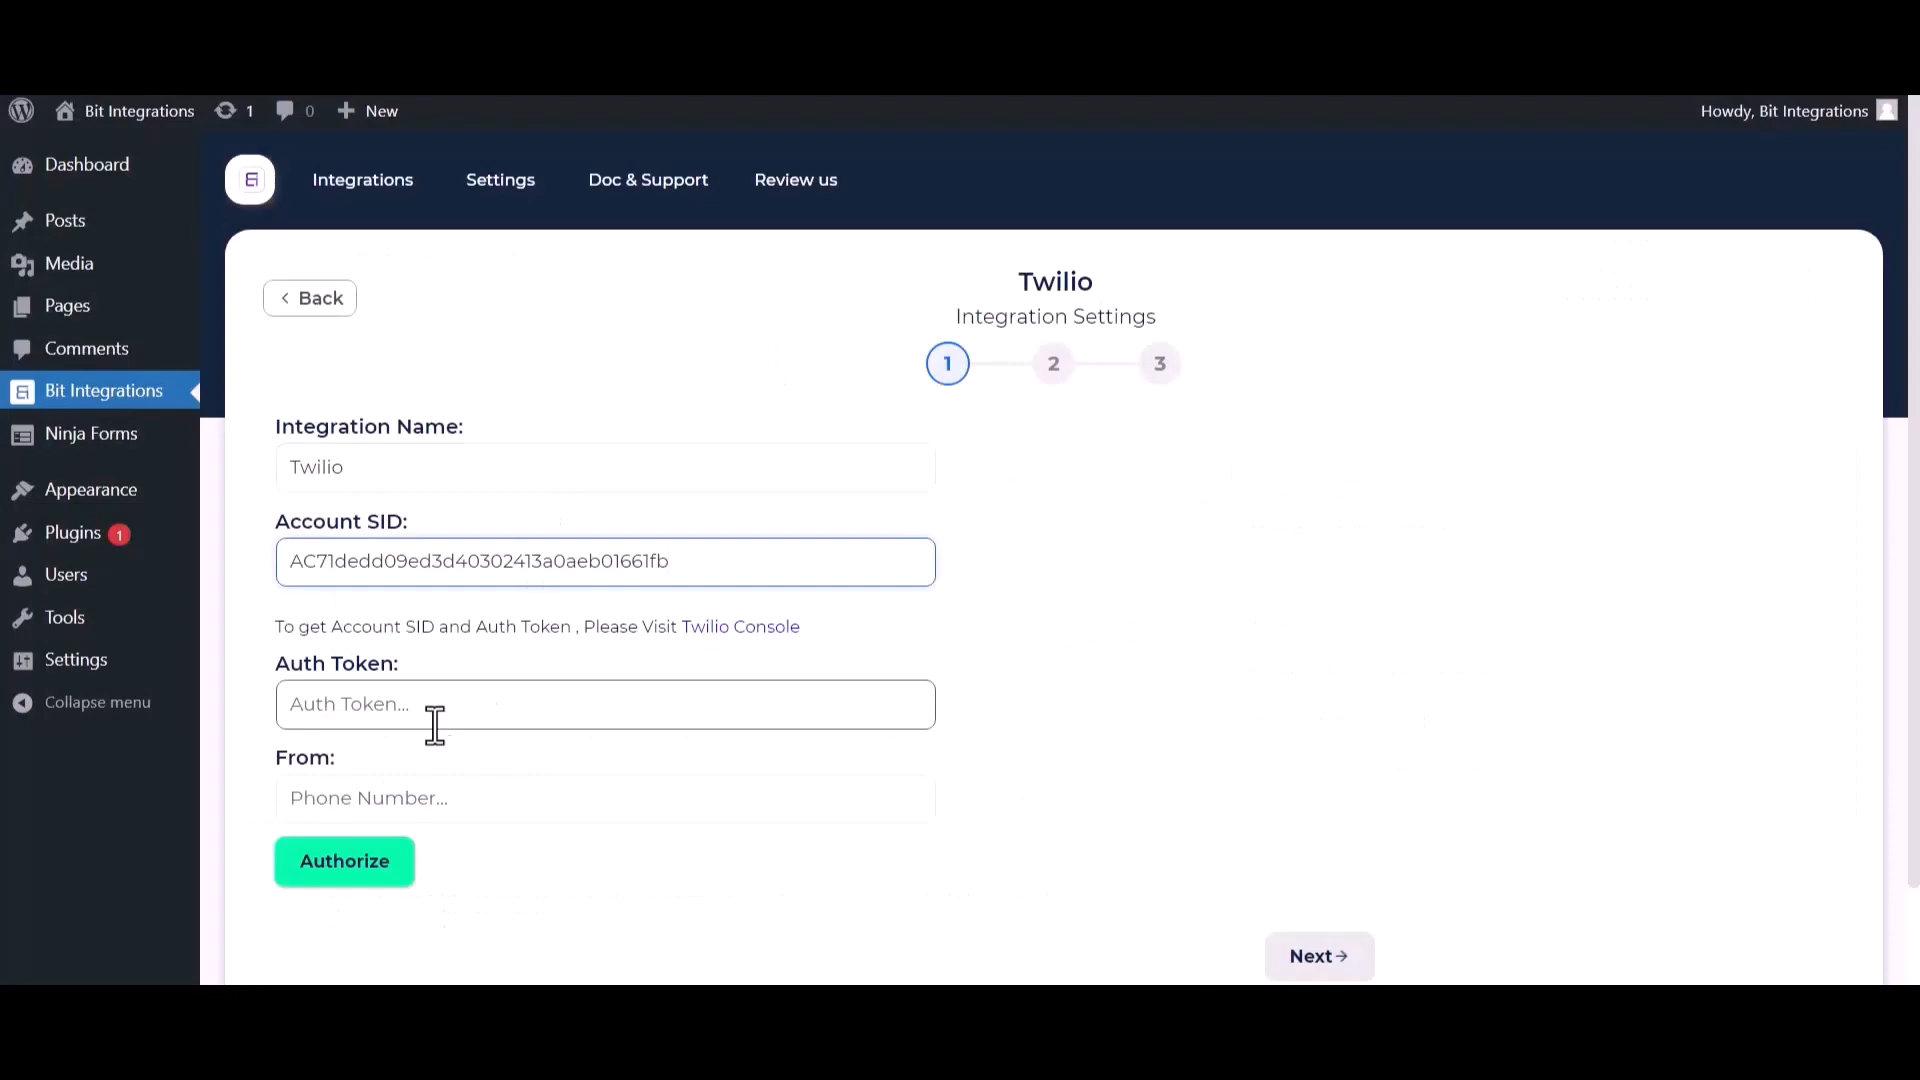 Bit Integrations
1
0
New
Howdy, Bit Integrations
Dashboard
Posts
Media
Pages
Comments
Bit Integrations
Ninja Forms
Appearance
Plugins 1
Users
Tools
Settings
Collapse menu
Integrations
Settings
Doc & Support
Review us
Back
Twilio
Integration Settings
1
2
3
Integration Name:
Twilio
Account SID:
AC71dedd09ed3d40302413a0aeb01661fb
To get Account SID and Auth Token , Please Visit Twilio Console
Auth Token:
Auth Token...
From:
Phone Number...
Authorize
Next